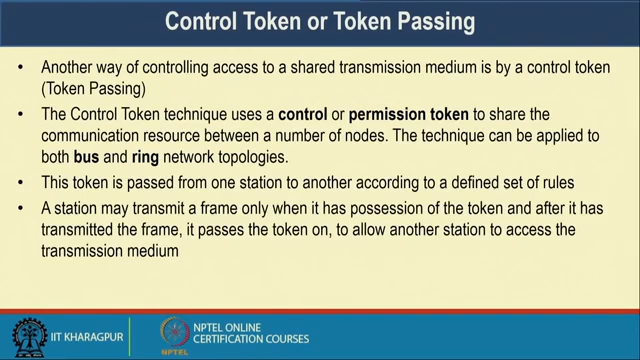 Control Token or Token Passing
• Another way of controlling access to a shared transmission medium is by a control token
(Token Passing)
• The Control Token technique uses a control or permission token to share the
communication resource between a number of nodes. The technique can be applied to
both bus and ring network topologies.
• This token is passed from one station to another according to a defined set of rules
• A station may transmit a frame only when it has possession of the token and after it has
transmitted the frame, it passes the token on, to allow another station to access the
transmission medium
IIT KHARAGPUR
NPTEL
NPTEL ONLINE
CERTIFICATION COURSES